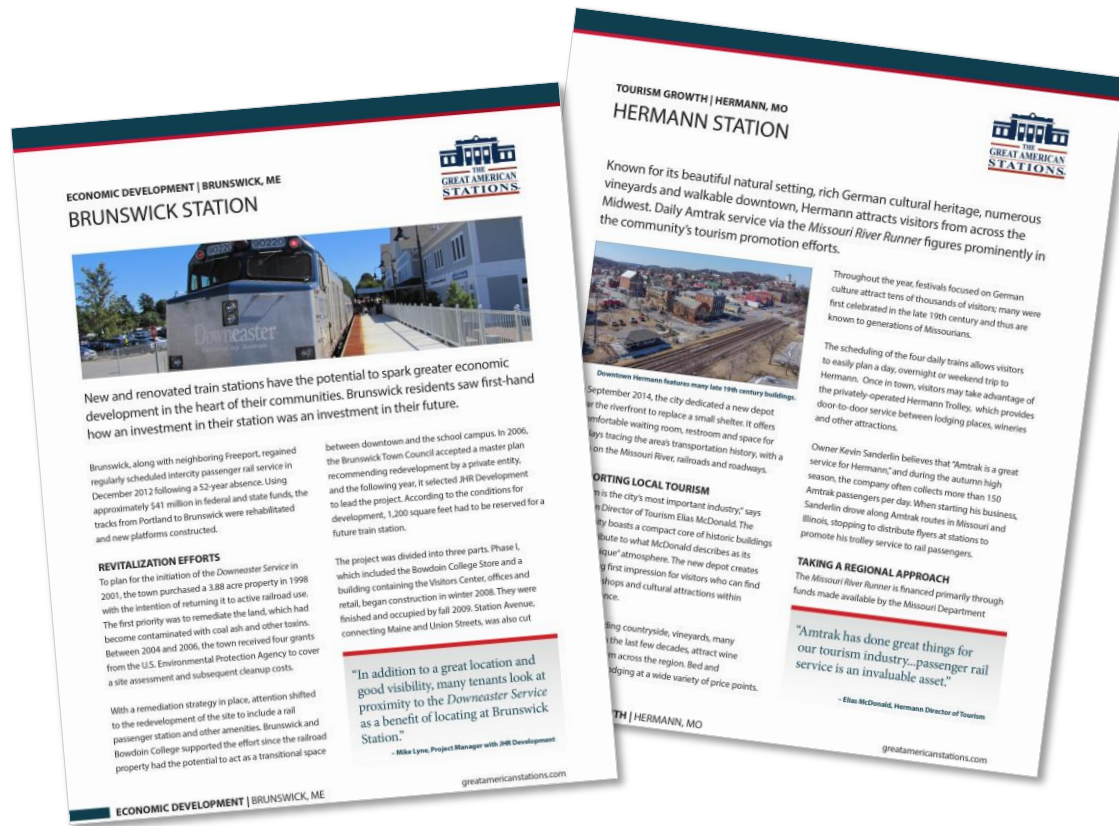 ECONOMIC DEVELOPMENT | BRUNSWICK, ME
BRUNSWICK STATION
THE
GREAT AMERICAN
STATIONS
90220
90220
Downeaster
New and renovated train stations have the potential to spark greater economic
development in the heart of their communities. Brunswick residents saw first-hand
how an investment in their station was an investment in their future.
Brunswick, along with neighboring Freeport, regained
regularly scheduled intercity passenger rail service in
December 2012 following a 52-year absence. Using
approximately $41 million in federal and state funds, the
tracks from Portland to Brunswick were rehabilitated
and new platforms constructed.
REVITALIZATION EFFORTS
To plan for the initiation of the Downeaster Service in
2001, the town purchased a 3.88 acre property in 1998
with the intention of returning it to active railroad use.
The first priority was to remediate the land, which had
become contaminated with coal ash and other toxins.
Between 2004 and 2006, the town received four grants
from the U.S. Environmental Protection Agency to cover
a site assessment and subsequent cleanup costs.
With a remediation strategy in place, attention shifted
to the redevelopment of the site to include a rail
passenger station and other amenities. Brunswick and
Bowdoin College supported the effort since the railroad
property had the potential to act as a transitional space
between downtown and the school campus. In 2006,
the Brunswick Town Council accepted a master plan
recommending redevelopment by a private entity,
and the following year, it selected JHR Development
to lead the project. According to the conditions for
development, 1,200 square feet had to be reserved for a
future train station.
The project was divided into three parts. Phase I,
which included the Bowdoin College Store and a
building containing the Visitors Center, offices and
retail, began construction in winter 2008. They were
finished and occupied by fall 2009. Station Avenue,
connecting Maine and Union Streets, was also cut
"In addition to a great location and
good visibility, many tenants look at
proximity to the Downeaster Service
as a benefit of locating at Brunswick
Station."
– Mike Lyne, Project Manager with JHR Development
greatamericanstations.com
ECONOMIC DEVELOPMENT | BRUNSWICK, ME
TOURISM GROWTH | HERMANN, MO
HERMANN STATION
THE
GREAT AMERICAN
STATIONS
Known for its beautiful natural setting, rich German cultural heritage, numerous
vineyards and walkable downtown, Hermann attracts visitors from across the
Midwest. Daily Amtrak service via the Missouri River Runner figures prominently in
the community's tourism promotion efforts.
Downtown Hermann features many late 19th century buildings.
September 2014, the city dedicated a new depot
the riverfront to replace a small shelter. It offers
comfortable waiting room, restroom and space for
tracing the area's transportation history, with a
on the Missouri River, railroads and roadways.
ORTING LOCAL TOURISM
is the city's most important industry," says
Director of Tourism Elias McDonald. The
boasts a compact core of historic buildings
to what McDonald describes as its
ique" atmosphere. The new depot creates
first impression for visitors who can find
shops and cultural attractions within
countryside, vineyards, many
the last few decades, attract wine
across the region. Bed and
lodging at a wide variety of price points.
Throughout the year, festivals focused on German
culture attract tens of thousands of visitors; many were
first celebrated in the late 19th century and thus are
known to generations of Missourians.
The scheduling of the four daily trains allows visitors
to easily plan a day, overnight or weekend trip to
Hermann. Once in town, visitors may take advantage of
the privately-operated Hermann Trolley, which provides
door-to-door service between lodging places, wineries
and other attractions.
Owner Kevin Sanderlin believes that "Amtrak is a great
service for Hermann," and during the autumn high
season, the company often collects more than 150
Amtrak passengers per day. When starting his business,
Sanderlin drove along Amtrak routes in Missouri and
Illinois, stopping to distribute flyers at stations to
promote his trolley service to rail passengers.
TAKING A REGIONAL APPROACH
The Missouri River Runner is financed primarily through
funds made available by the Missouri Department
"Amtrak has done great things for
our tourism industry...passenger rail
service is an invaluable asset."
– Elias McDonald, Hermann Director of Tourism
TH | HERMANN, MO
greatamericanstations.com